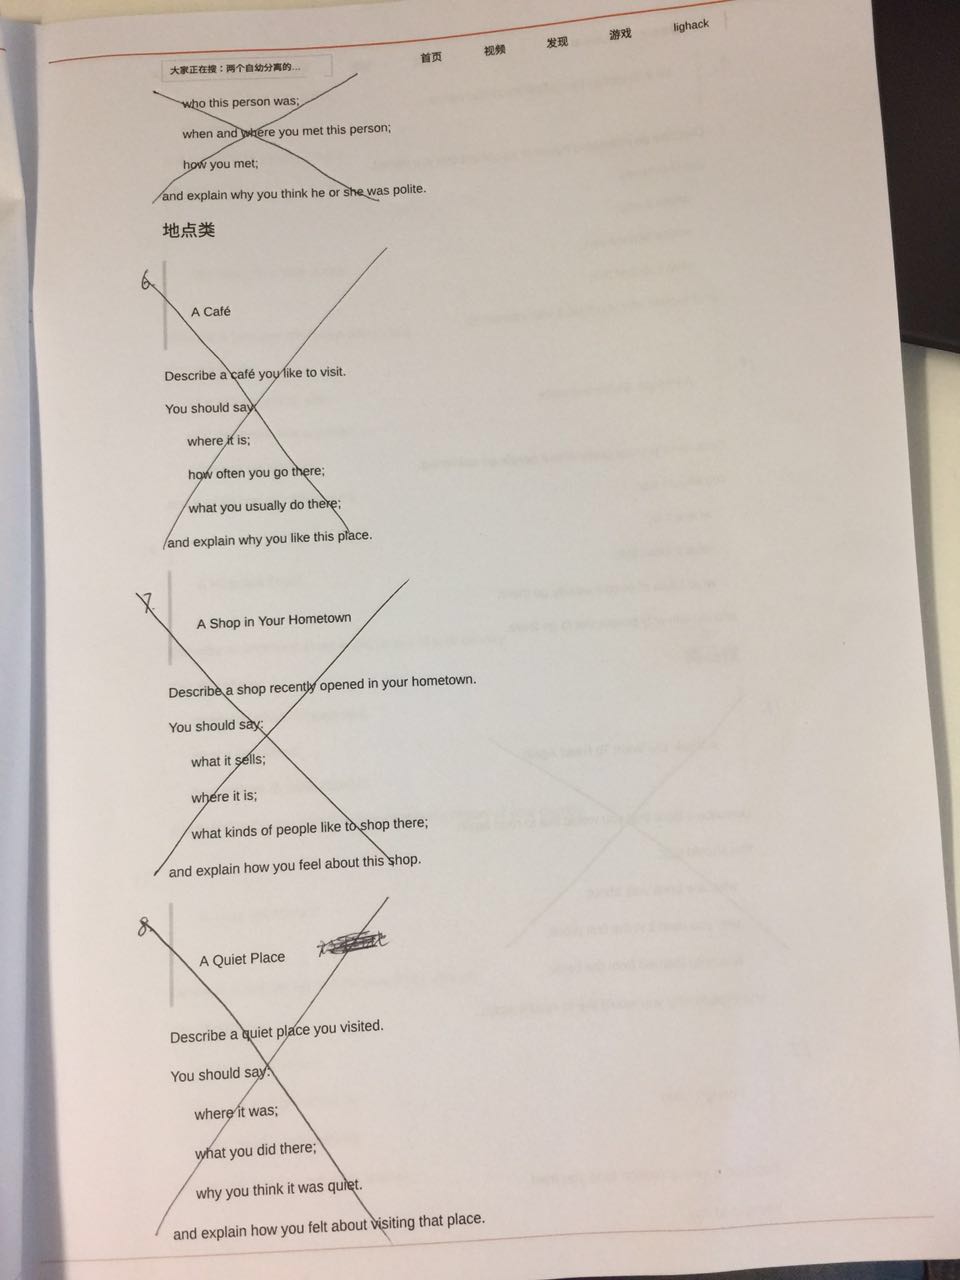 首页 视频 发现 游戏 lighack
大家正在搜：两个自动分离的...
who this person was;
when and where you met this person;
how you met;
and explain why you think he or she was polite.
地点类
6.
A Café
Describe a café you like to visit.
You should say:
where it is;
how often you go there;
what you usually do there;
and explain why you like this place.
7.
A Shop in Your Hometown
Describe a shop recently opened in your hometown.
You should say:
what it sells;
where it is;
what kinds of people like to shop there;
and explain how you feel about this shop.
8.
A Quiet Place
Describe a quiet place you visited.
You should say:
where it was;
what you did there;
why you think it was quiet.
and explain how you felt about visiting that place.